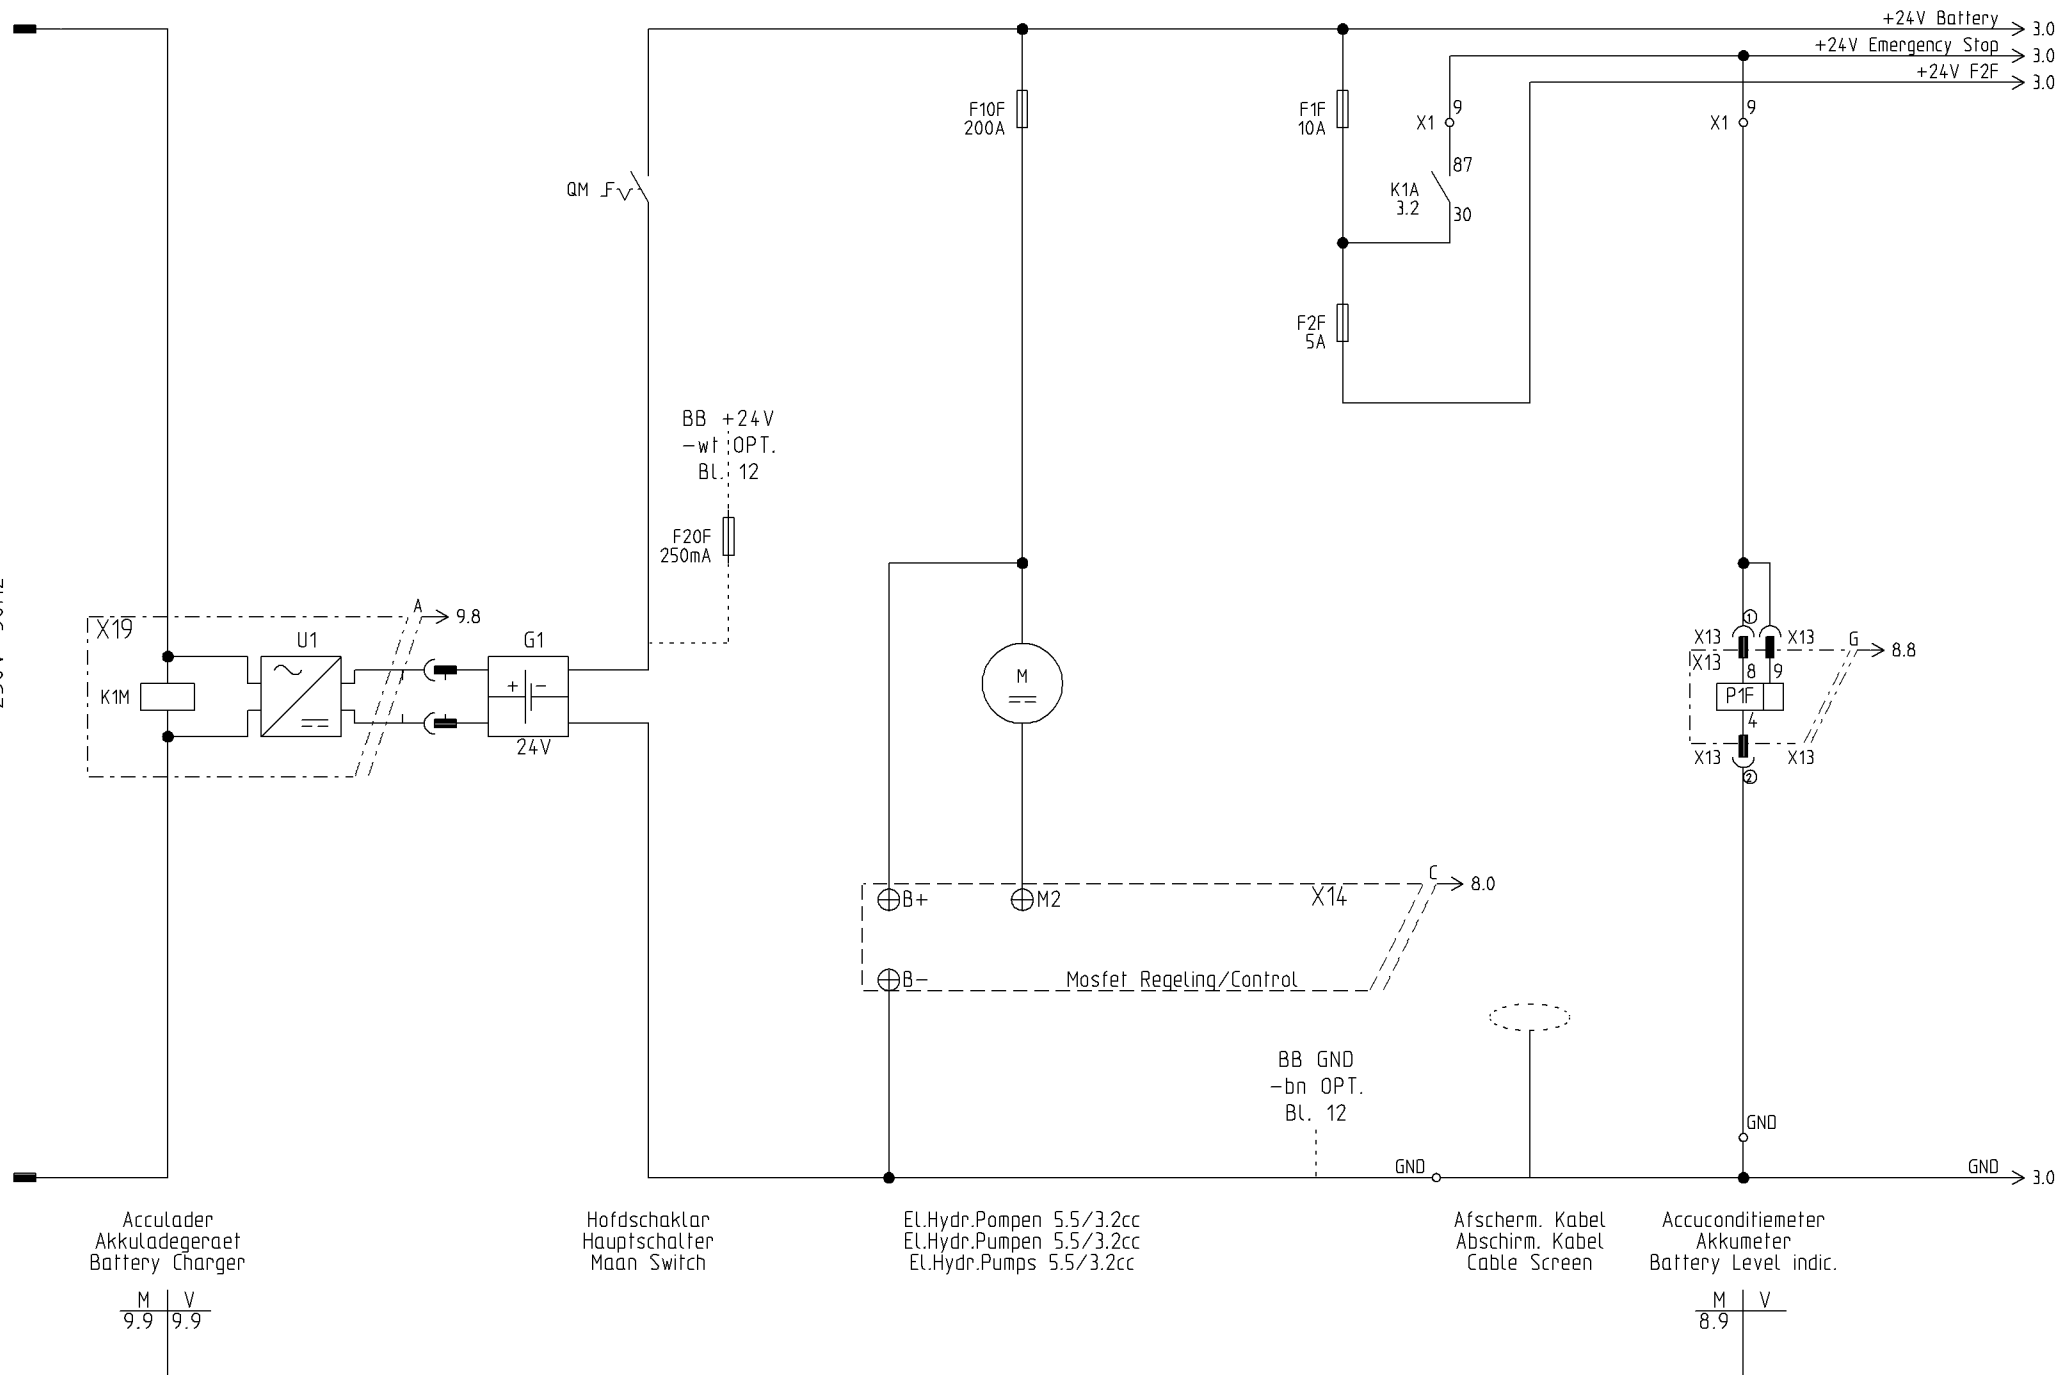 +24V Battery
3.0
+24V Emergency Stop
3.0
+24V F2F
3.0
F10F
200A
F1F
10A
X1
9
X1
9
87
K1A
3.2
30
QM
F2F
5A
BB +24V
-wt OPT.
Bl. 12
F20F
250mA
A
9.8
X19
U1
G1
K1M
+
-
24V
M
X13
1
X13
G
8.8
X13
8
9
P1F
4
X13
X13
2
C
8.0
B+
M2
X14
B-
Mosfet Regeling/Control
BB GND
-bn OPT.
Bl. 12
GND
GND
GND
3.0
Acculader
Akkuladegeraet
Battery Charger
Hofdschaklar
Hauptschalter
Maan Switch
El.Hydr.Pompen 5.5/3.2cc
El.Hydr.Pumpen 5.5/3.2cc
El.Hydr.Pumps 5.5/3.2cc
Afscherm. Kabel
Abschirm. Kabel
Cable Screen
Accuconditiemeter
Akkumeter
Battery Level indic.
M V
9.9 9.9
M V
8.9